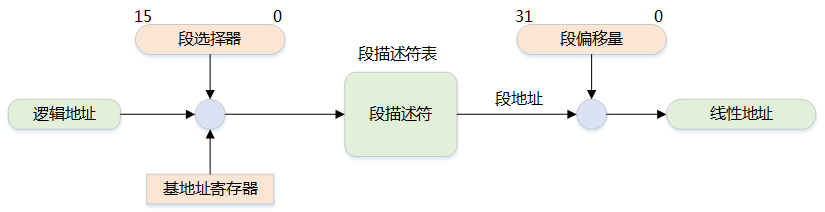 15 0
段选择器
31 0
段偏移量
段描述符表
逻辑地址
段描述符
段地址
线性地址
基地址寄存器